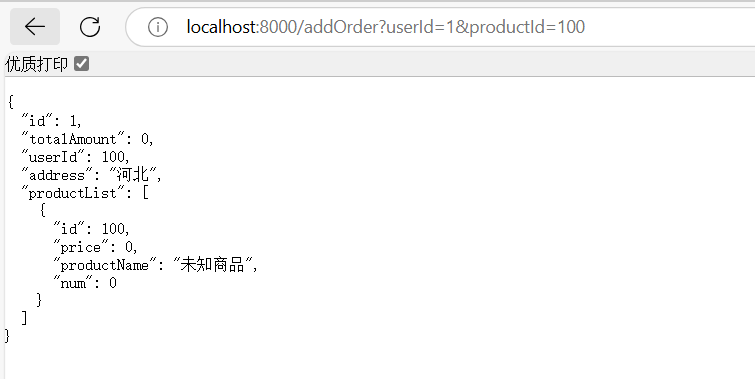 localhost:8000/addOrder?userId=1&productId=100
优质打印
{
  "id": 1,
  "totalAmount": 0,
  "userId": 100,
  "address": "河北",
  "productList": [
    {
      "id": 100,
      "price": 0,
      "productName": "未知商品",
      "num": 0
    }
  ]
}